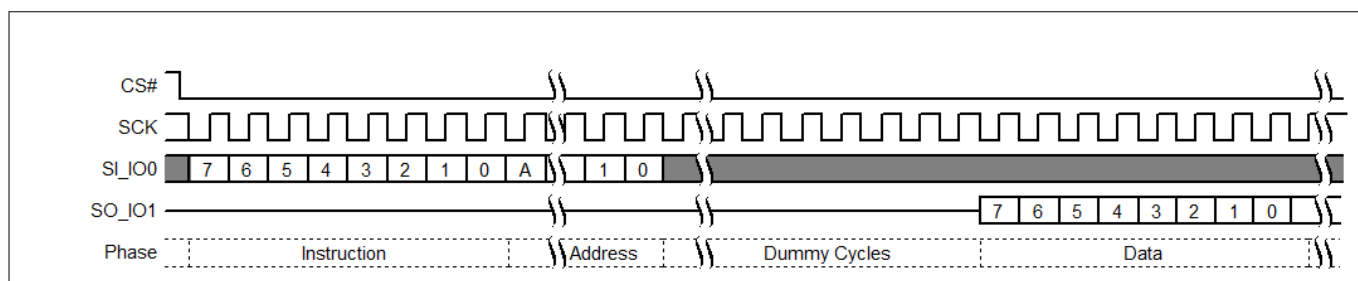 CS#
SCK
SI_IO0 7 6 5 4 3 2 1 0 A 1 0
SO_IO1 7 6 5 4 3 2 1 0
Phase Instruction Address Dummy Cycles Data